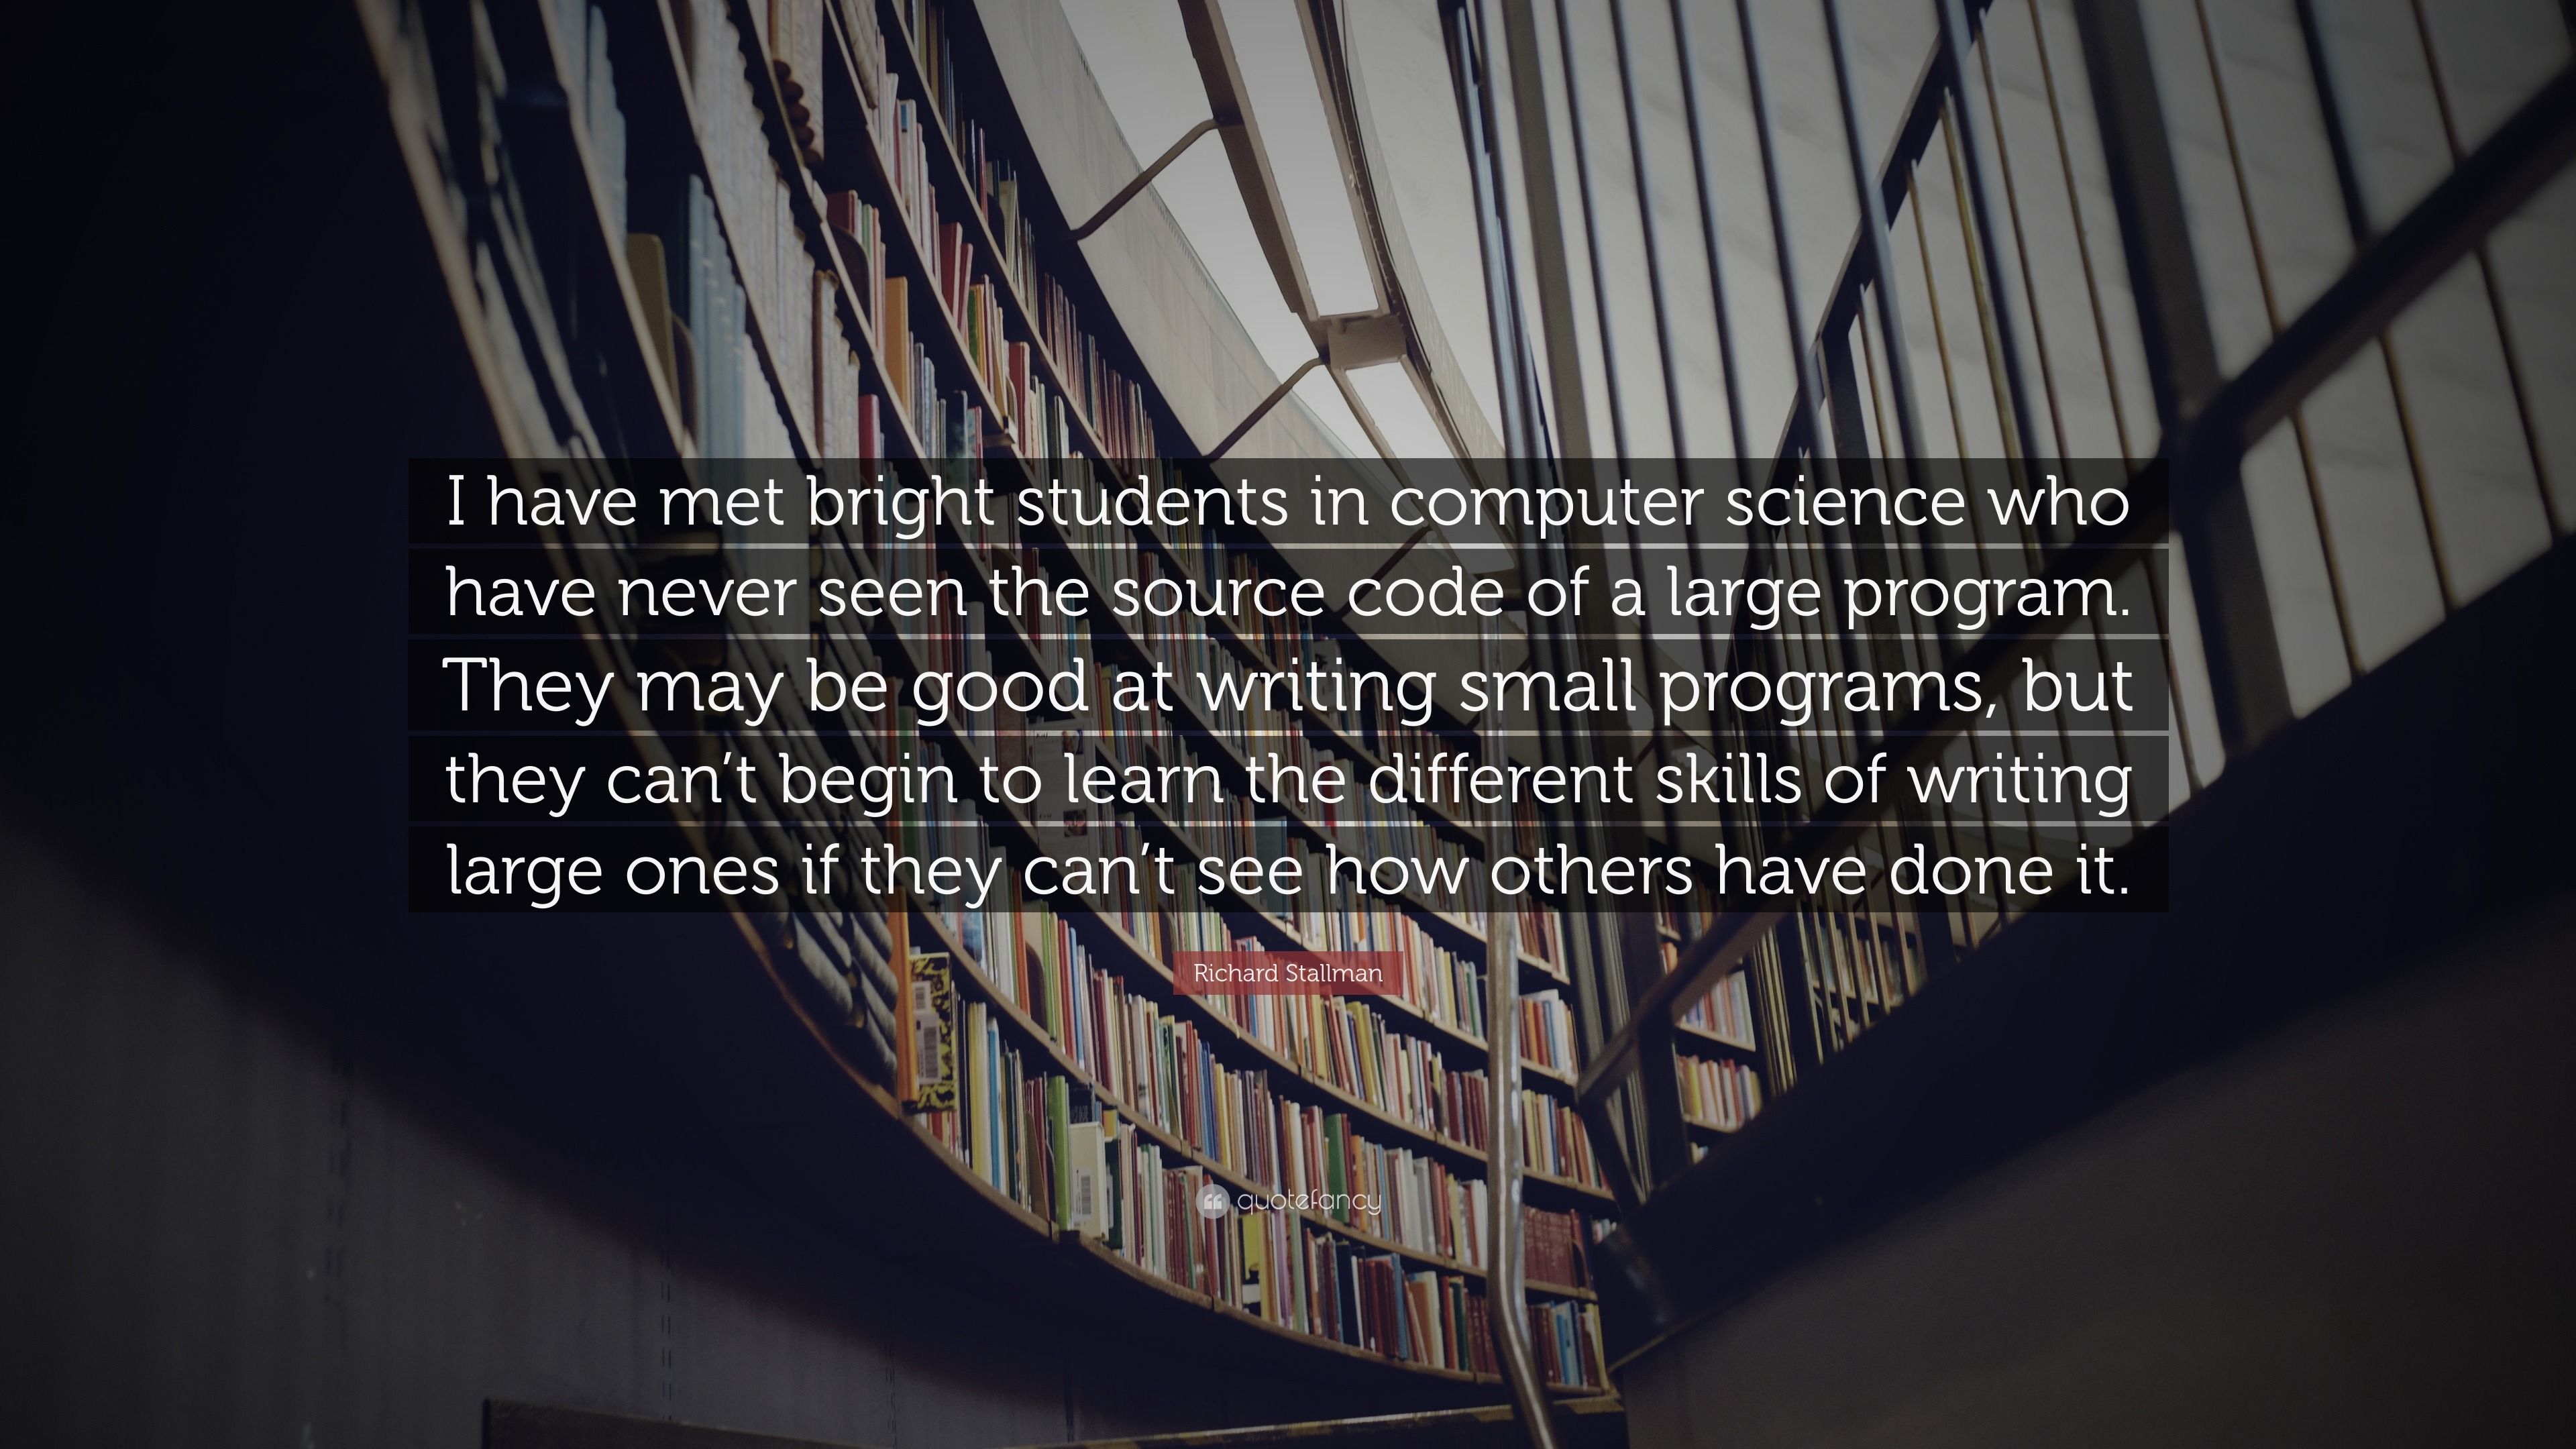 I have met bright students in computer science who
have never seen the source code of a large program.
They may be good at writing small programs, but
they can’t begin to learn the different skills of writing
large ones if they can’t see how others have done it.
Richard Stallman
quotefancy